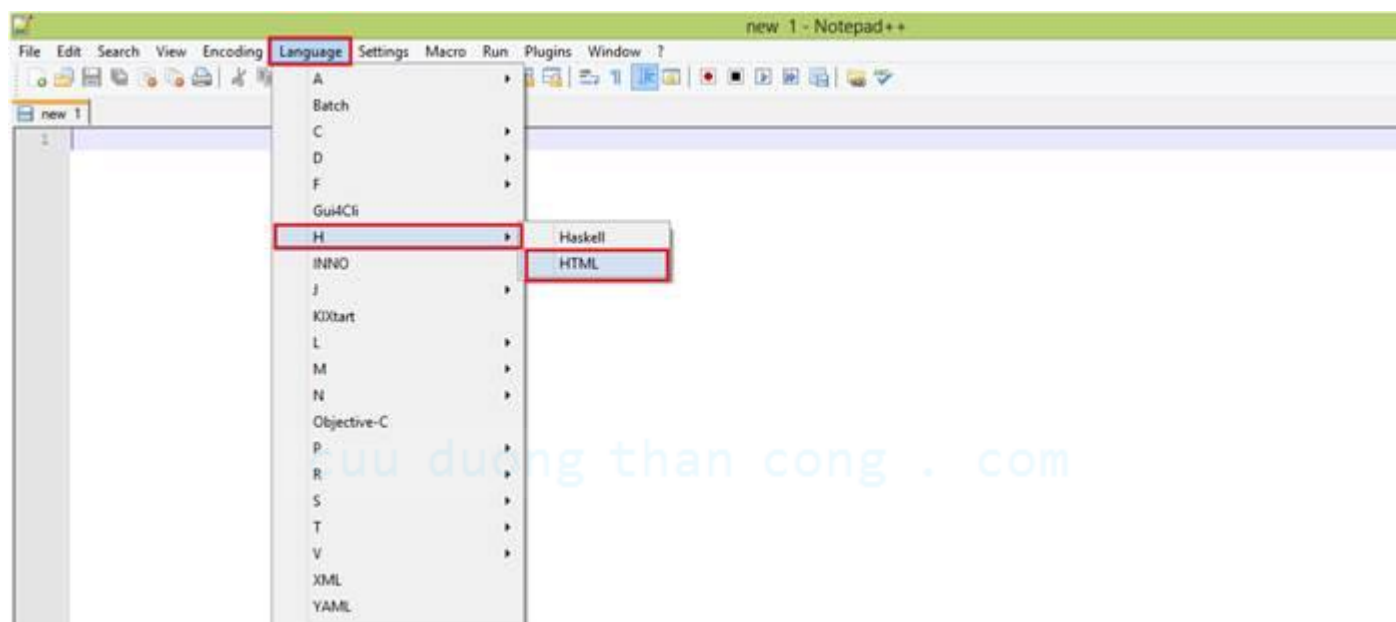 new 1 - Notepad++
File Edit Search View Encoding Language Settings Macro Run Plugins Window ?
new 1
1
A
Batch
C
D
F
Gui4Cli
H
Haskell
INNO
HTML
J
KIXtart
L
M
N
Objective-C
P
cuu duong than cong . com
R
S
T
V
XML
YAML